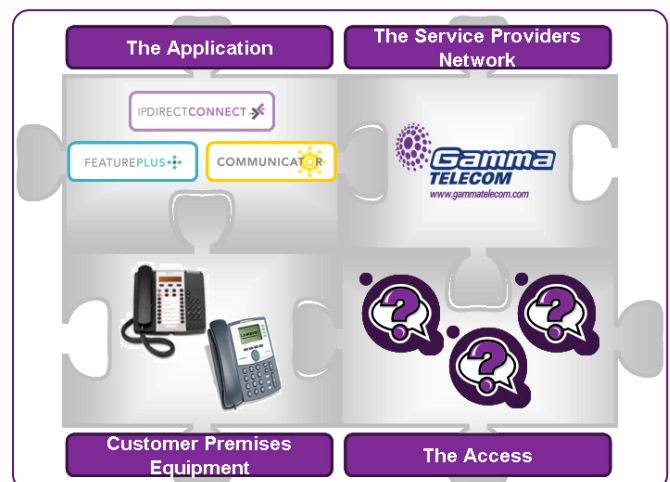 The Application
The Service Providers
Network
IPDIRECTCONNECT
FEATUREPLUS
COMMUNICATOR
Gamma
TELECOM
www.gammatelecom.com
?
?
?
Customer Premises
Equipment
The Access